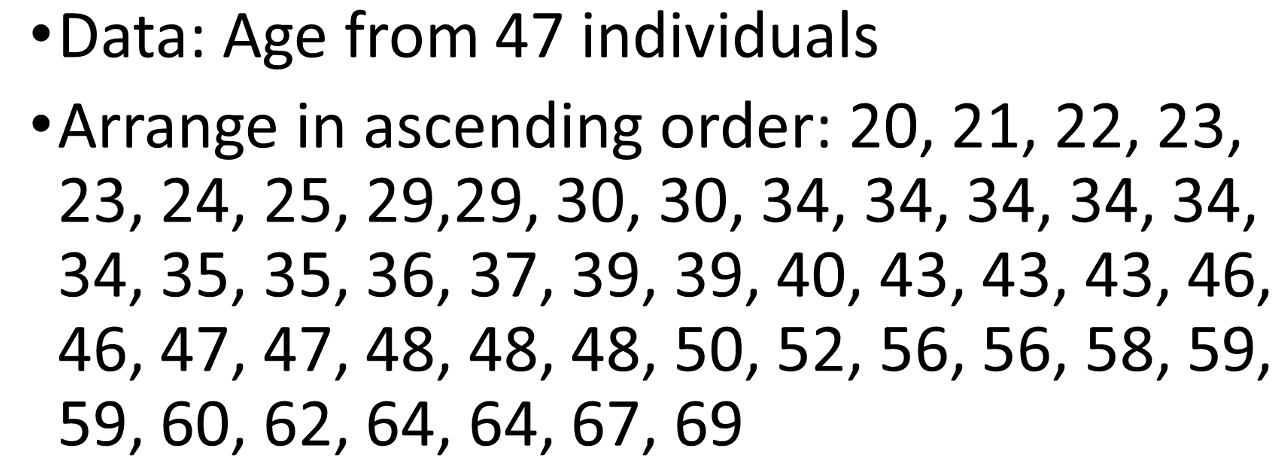 •Data: Age from 47 individuals
•Arrange in ascending order: 20, 21, 22, 23,
23, 24, 25, 29,29, 30, 30, 34, 34, 34, 34, 34,
34, 35, 35, 36, 37, 39, 39, 40, 43, 43, 43, 46,
46, 47, 47, 48, 48, 48, 50, 52, 56, 56, 58, 59,
59, 60, 62, 64, 64, 67, 69